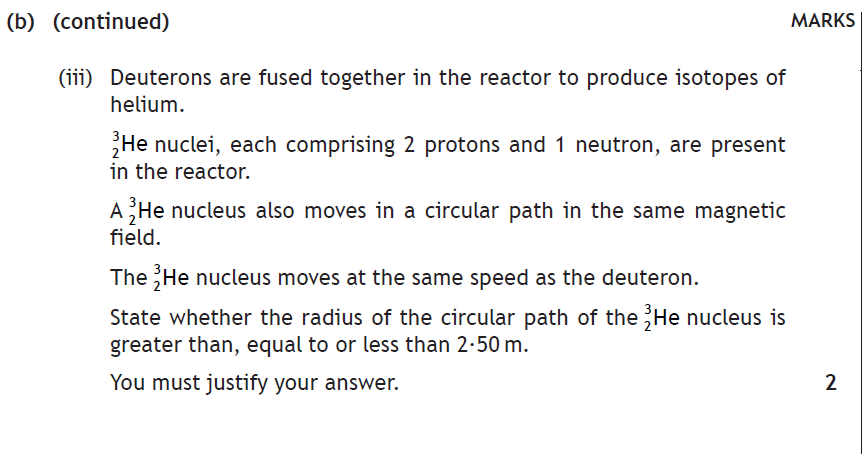 (b) (continued) MARKS
(iii) Deuterons are fused together in the reactor to produce isotopes of
helium.
³₂He nuclei, each comprising 2 protons and 1 neutron, are present
in the reactor.
A ³₂He nucleus also moves in a circular path in the same magnetic
field.
The ³₂He nucleus moves at the same speed as the deuteron.
State whether the radius of the circular path of the ³₂He nucleus is
greater than, equal to or less than 2·50 m.
You must justify your answer. 2